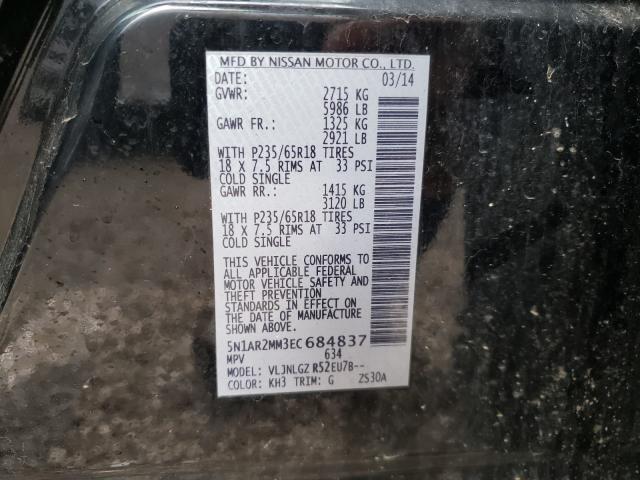 MFD BY NISSAN MOTOR CO., LTD.
DATE: 03/14
GVWR: 2715 KG
5986 LB
GAWR FR.: 1325 KG
2921 LB
WITH P235/65R18 TIRES
18 X 7.5 RIMS AT 33 PSI
COLD SINGLE
GAWR RR.: 1415 KG
3120 LB
WITH P235/65R18 TIRES
18 X 7.5 RIMS AT 33 PSI
COLD SINGLE
THIS VEHICLE CONFORMS TO
ALL APPLICABLE FEDERAL
MOTOR VEHICLE SAFETY AND
THEFT PREVENTION
STANDARDS IN EFFECT ON
THE DATE OF MANUFACTURE
SHOWN ABOVE.
5N1AR2MM3EC684837
MPV 634
MODEL: VLJNLGZ R52EU7B--
COLOR: KH3 TRIM: G ZS30A